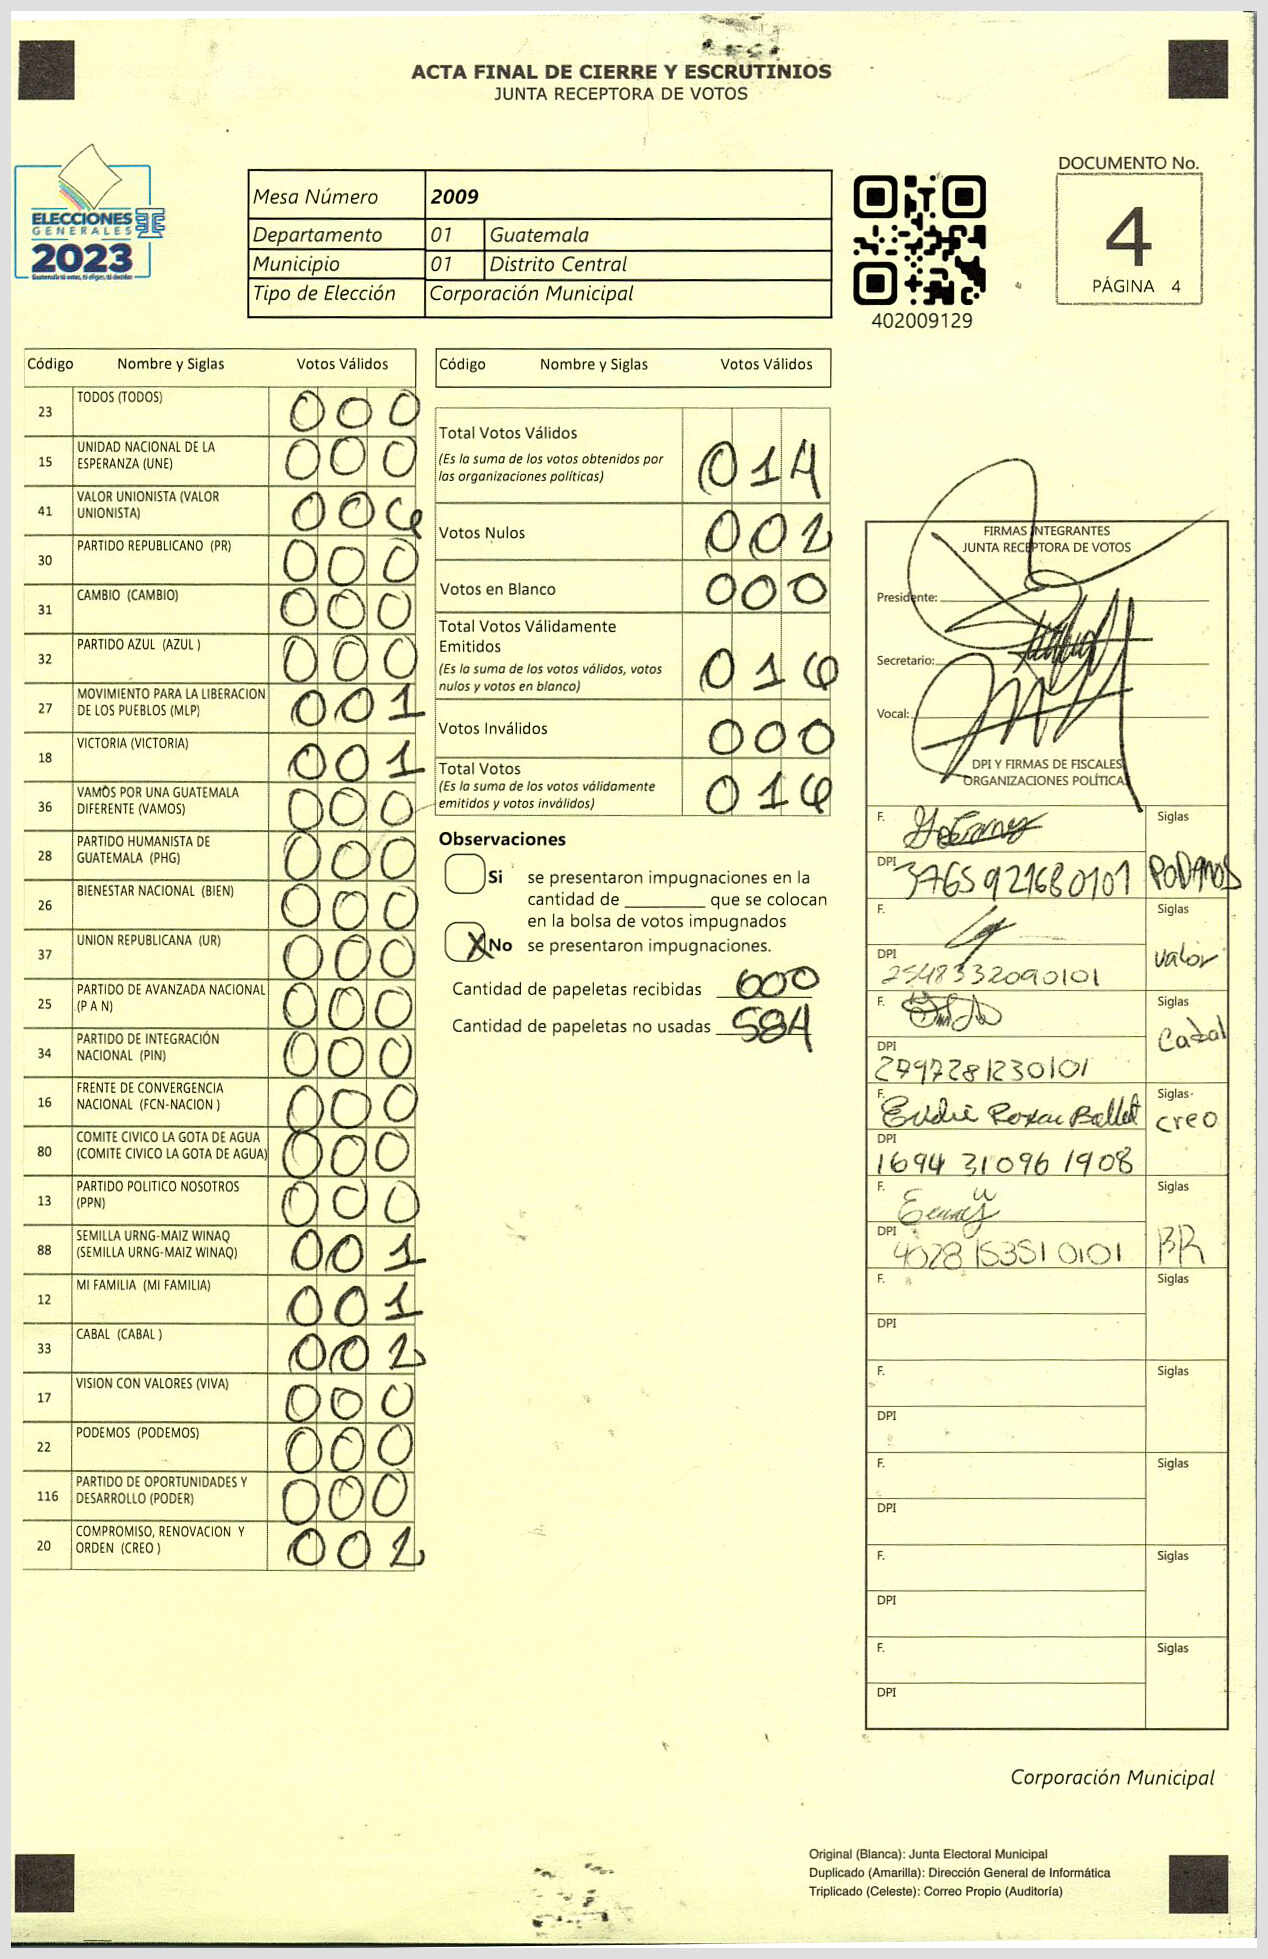 ACTA FINAL DE CIERRE Y ESCRUTINIOS
JUNTA RECEPTORA DE VOTOS
ELECCIONES
GENERALES
2023
Mesa Número 2009
Departamento 01 Guatemala
Municipio 01 Distrito Central
Tipo de Elección Corporación Municipal
402009129
DOCUMENTO No.
4
PÁGINA 4
Código Nombre y Siglas Votos Válidos
23 TODOS (TODOS) 000
15 UNIDAD NACIONAL DE LA ESPERANZA (UNE) 000
41 VALOR UNIONISTA (VALOR UNIONISTA) 006
30 PARTIDO REPUBLICANO (PR) 000
31 CAMBIO (CAMBIO) 000
32 PARTIDO AZUL (AZUL ) 000
27 MOVIMIENTO PARA LA LIBERACION DE LOS PUEBLOS (MLP) 001
18 VICTORIA (VICTORIA) 001
36 VAMOS POR UNA GUATEMALA DIFERENTE (VAMOS) 000
28 PARTIDO HUMANISTA DE GUATEMALA (PHG) 000
26 BIENESTAR NACIONAL (BIEN) 000
37 UNION REPUBLICANA (UR) 000
25 PARTIDO DE AVANZADA NACIONAL (P A N) 000
34 PARTIDO DE INTEGRACIÓN NACIONAL (PIN) 000
16 FRENTE DE CONVERGENCIA NACIONAL (FCN-NACION ) 000
80 COMITE CIVICO LA GOTA DE AGUA (COMITE CIVICO LA GOTA DE AGUA) 000
13 PARTIDO POLITICO NOSOTROS (PPN) 000
88 SEMILLA URNG-MAIZ WINAQ (SEMILLA URNG-MAIZ WINAQ) 001
12 MI FAMILIA (MI FAMILIA) 001
33 CABAL (CABAL ) 002
17 VISION CON VALORES (VIVA) 000
22 PODEMOS (PODEMOS) 000
116 PARTIDO DE OPORTUNIDADES Y DESARROLLO (PODER) 000
20 COMPROMISO, RENOVACION Y ORDEN (CREO ) 002
Código Nombre y Siglas Votos Válidos
Total Votos Válidos 014
(Es la suma de los votos obtenidos por
las organizaciones políticas)
Votos Nulos 002
Votos en Blanco 000
Total Votos Válidamente
Emitidos 016
(Es la suma de los votos válidos, votos
nulos y votos en blanco)
Votos Inválidos 000
Total Votos 016
(Es la suma de los votos válidamente
emitidos y votos inválidos)
Observaciones
Si se presentaron impugnaciones en la
cantidad de ________ que se colocan
en la bolsa de votos impugnados
X No se presentaron impugnaciones.
Cantidad de papeletas recibidas 600
Cantidad de papeletas no usadas 584
FIRMAS INTEGRANTES
JUNTA RECEPTORA DE VOTOS
Presidente:
Secretario:
Vocal:
DPI Y FIRMAS DE FISCALES
ORGANIZACIONES POLÍTICAS
F. Siglas
DPI 3765921680101 PODEMOS
F. Siglas
DPI 2548332090101 valor
F. Siglas
DPI 2797281230101 Cabal
F. Siglas
DPI 1694 31096 1908 creo
F. Siglas
DPI 4028153510101 BR
F. Siglas
DPI
F. Siglas
DPI
F. Siglas
DPI
F. Siglas
DPI
F. Siglas
DPI
Corporación Municipal
Original (Blanca): Junta Electoral Municipal
Duplicado (Amarilla): Dirección General de Informática
Triplicado (Celeste): Correo Propio (Auditoría)